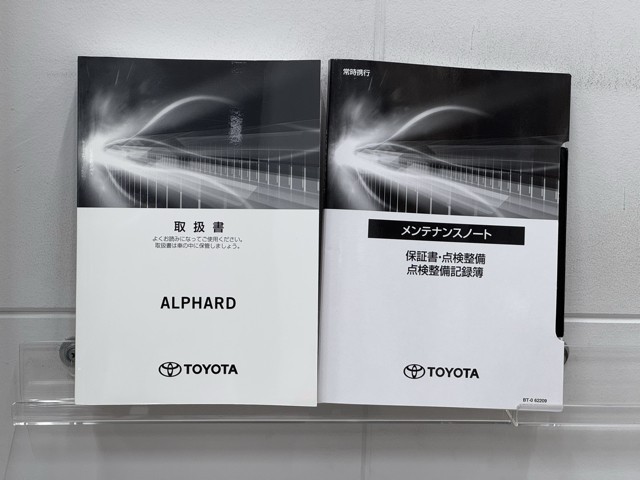 取扱書
よくお読みになってご使用ください。
取扱書は車の中に保管しましょう。
ALPHARD
TOYOTA
常時携行
メンテナンスノート
保証書・点検整備
点検整備記録簿
TOYOTA
BT-0 62209